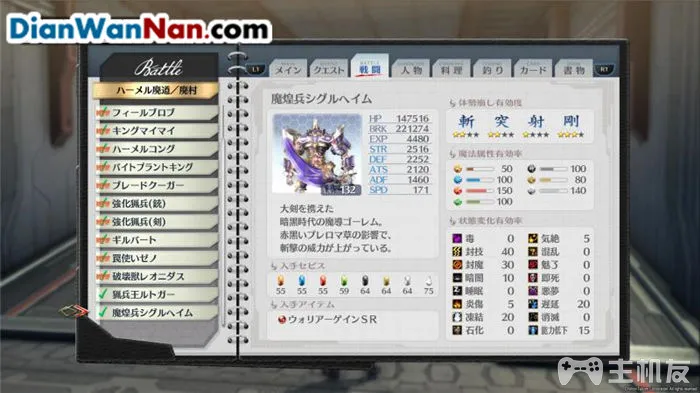 DianWanNan.com
Battle
ハーメル魔道／廃村
フィールプロブ
キングマイマイ
ハーメルコング
バイトプラントキング
ブレードクーガー
強化猟兵(銃)
強化猟兵(剣)
ギルバート
罠使いゼノ
破壊獣レオニダス
猟兵王ルトガー
魔煌兵シグルヘイム
L1
メイン
クエスト
BATTLE
戦闘
人物
料理
釣り
カード
書物
R1
魔煌兵シグルヘイム
132
HP 147516
BRK 221274
EXP 4480
STR 2516
DEF 2252
ATS 2120
ADF 1460
SPD 171
大剣を携えた
暗黒時代の魔導ゴーレム。
赤黒いプレロマ草の影響で、
斬撃の威力が上がっている。
入手セピス
55 55 55 59 64 64 75
入手アイテム
ウォリアーゲインＳＲ
体勢崩し有効度
斬 突 射 剛
魔法属性有効率
50 100
100 80
150 140
100
状態変化有効率
毒 0 気絶 5
封技 40 混乱 0
封魔 30 魅了 0
暗闇 10 即死 0
睡眠 0 悪夢 0
炎傷 5 遅延 20
凍結 20 消滅 0
石化 0 能力低下 15
主机友